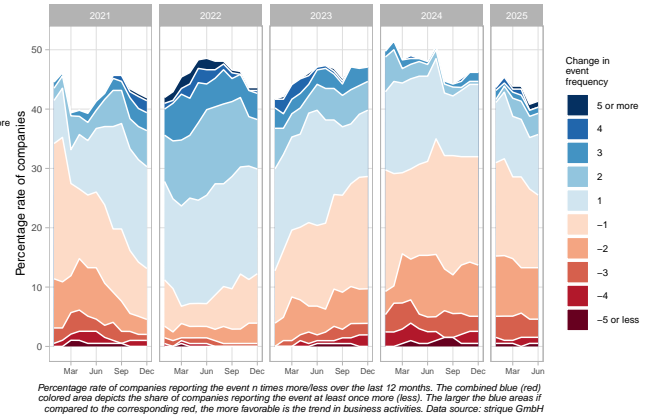 2021 2022 2023 2024 2025
ore
Percentage rate of companies
50
40
30
20
10
0
Mar Jun Sep Dec Mar Jun Sep Dec Mar Jun Sep Dec Mar Jun Sep Dec Mar Jun
Change in
event
frequency
5 or more
4
3
2
1
−1
−2
−3
−4
−5 or less
Percentage rate of companies reporting the event n times more/less over the last 12 months. The combined blue (red)
colored area depicts the share of companies reporting the event at least once more (less). The larger the blue areas if
compared to the corresponding red, the more favorable is the trend in business activities. Data source: strique GmbH